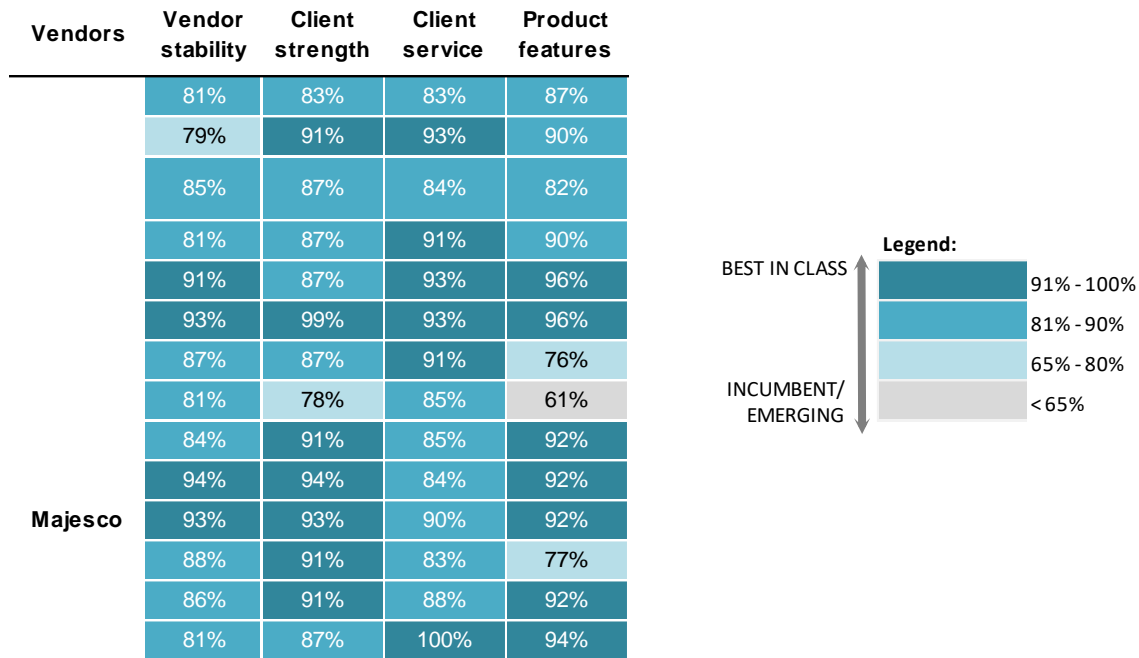 Vendors Vendor stability Client strength Client service Product features
81% 83% 83% 87%
79% 91% 93% 90%
85% 87% 84% 82%
81% 87% 91% 90%
91% 87% 93% 96%
93% 99% 93% 96%
87% 87% 91% 76%
81% 78% 85% 61%
84% 91% 85% 92%
94% 94% 84% 92%
Majesco 93% 93% 90% 92%
88% 91% 83% 77%
86% 91% 88% 92%
81% 87% 100% 94%
Legend:
BEST IN CLASS
91% - 100%
81% - 90%
65% - 80%
INCUMBENT/
EMERGING
< 65%